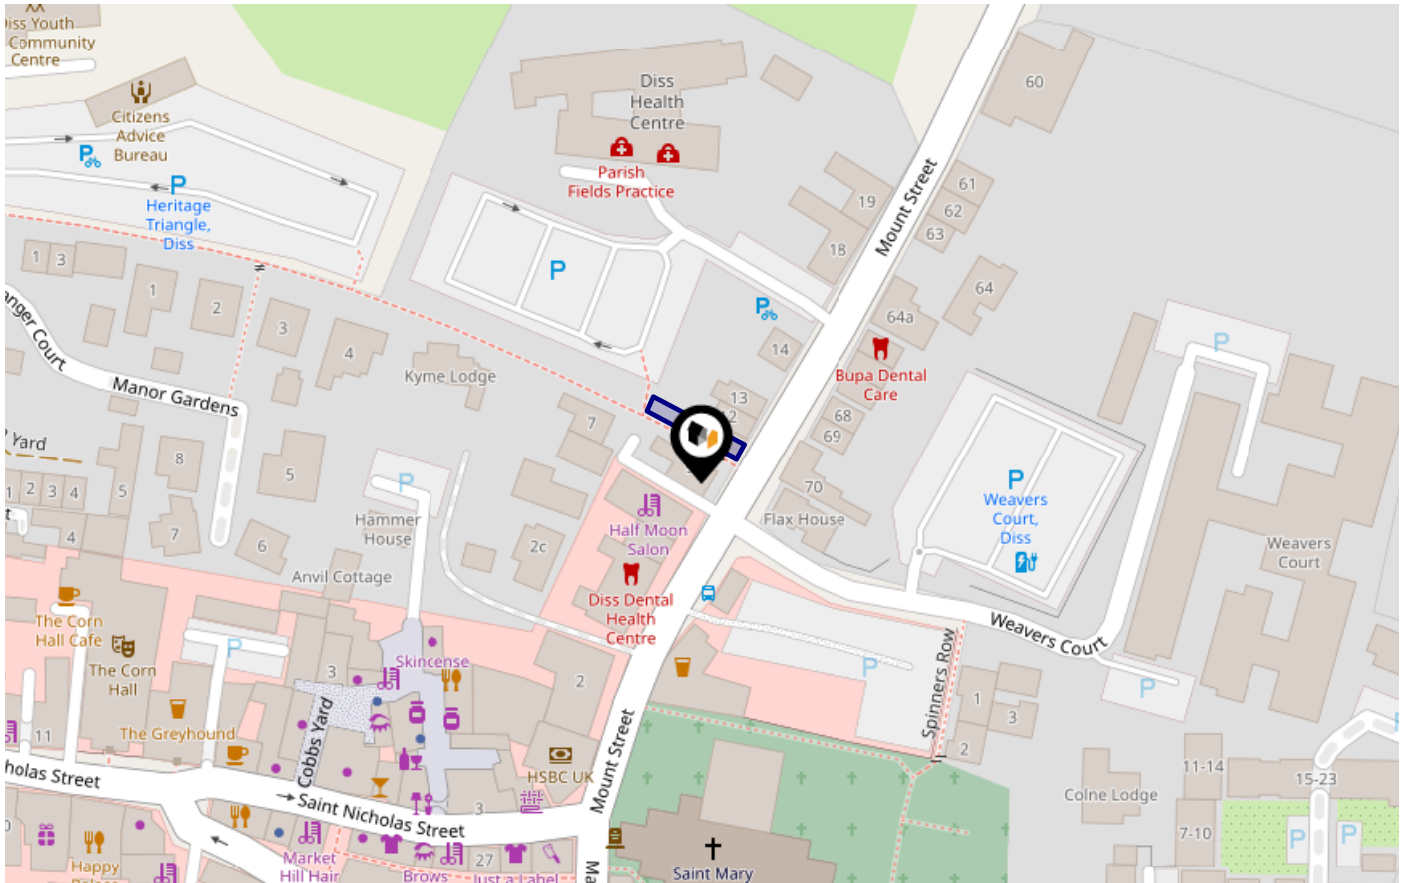 Diss Youth
Community
Centre
Citizens
Advice
Bureau
P
P
Heritage
Triangle,
Diss
Diss
Health
Centre
Parish
Fields Practice
60
61
62
63
19
18
Mount Street
64
64a
P
P
14
13
Bupa Dental
Care
68
69
70
Flax House
1
3
1
2
3
4
Kyme Lodge
7
Manor Gardens
anger Court
Yard
1
2
3
4
5
4
8
7
5
6
P
Hammer
House
2c
Anvil Cottage
Half Moon
Salon
Diss Dental
Health
Centre
P
P
Weavers
Court,
Diss
Weavers
Court
Weavers Court
P
P
Spinners Row
1
3
2
The Corn
Hall Cafe
The Corn
Hall
P
The Greyhound
11
3
Cobbs Yard
Skincense
2
Mount Street
HSBC UK
3
holas Street
Saint Nicholas Street
Market
Hill Hair
Brows
27
Just a Label
Happy
Saint Mary
Colne Lodge
11-14
7-10
15-23
P
P